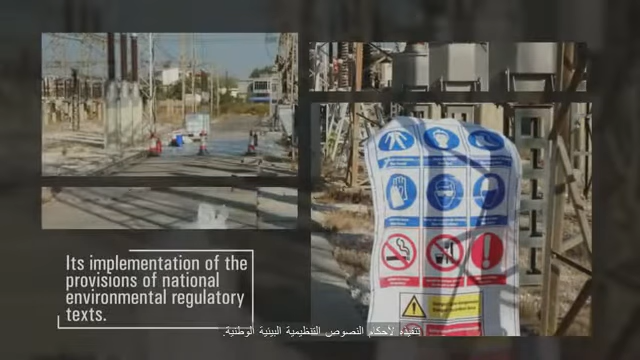 Its implementation of the
provisions of national
environmental regulatory
texts.
تنفيذه لأحكام النصوص التنظيمية البيئية الوطنية.